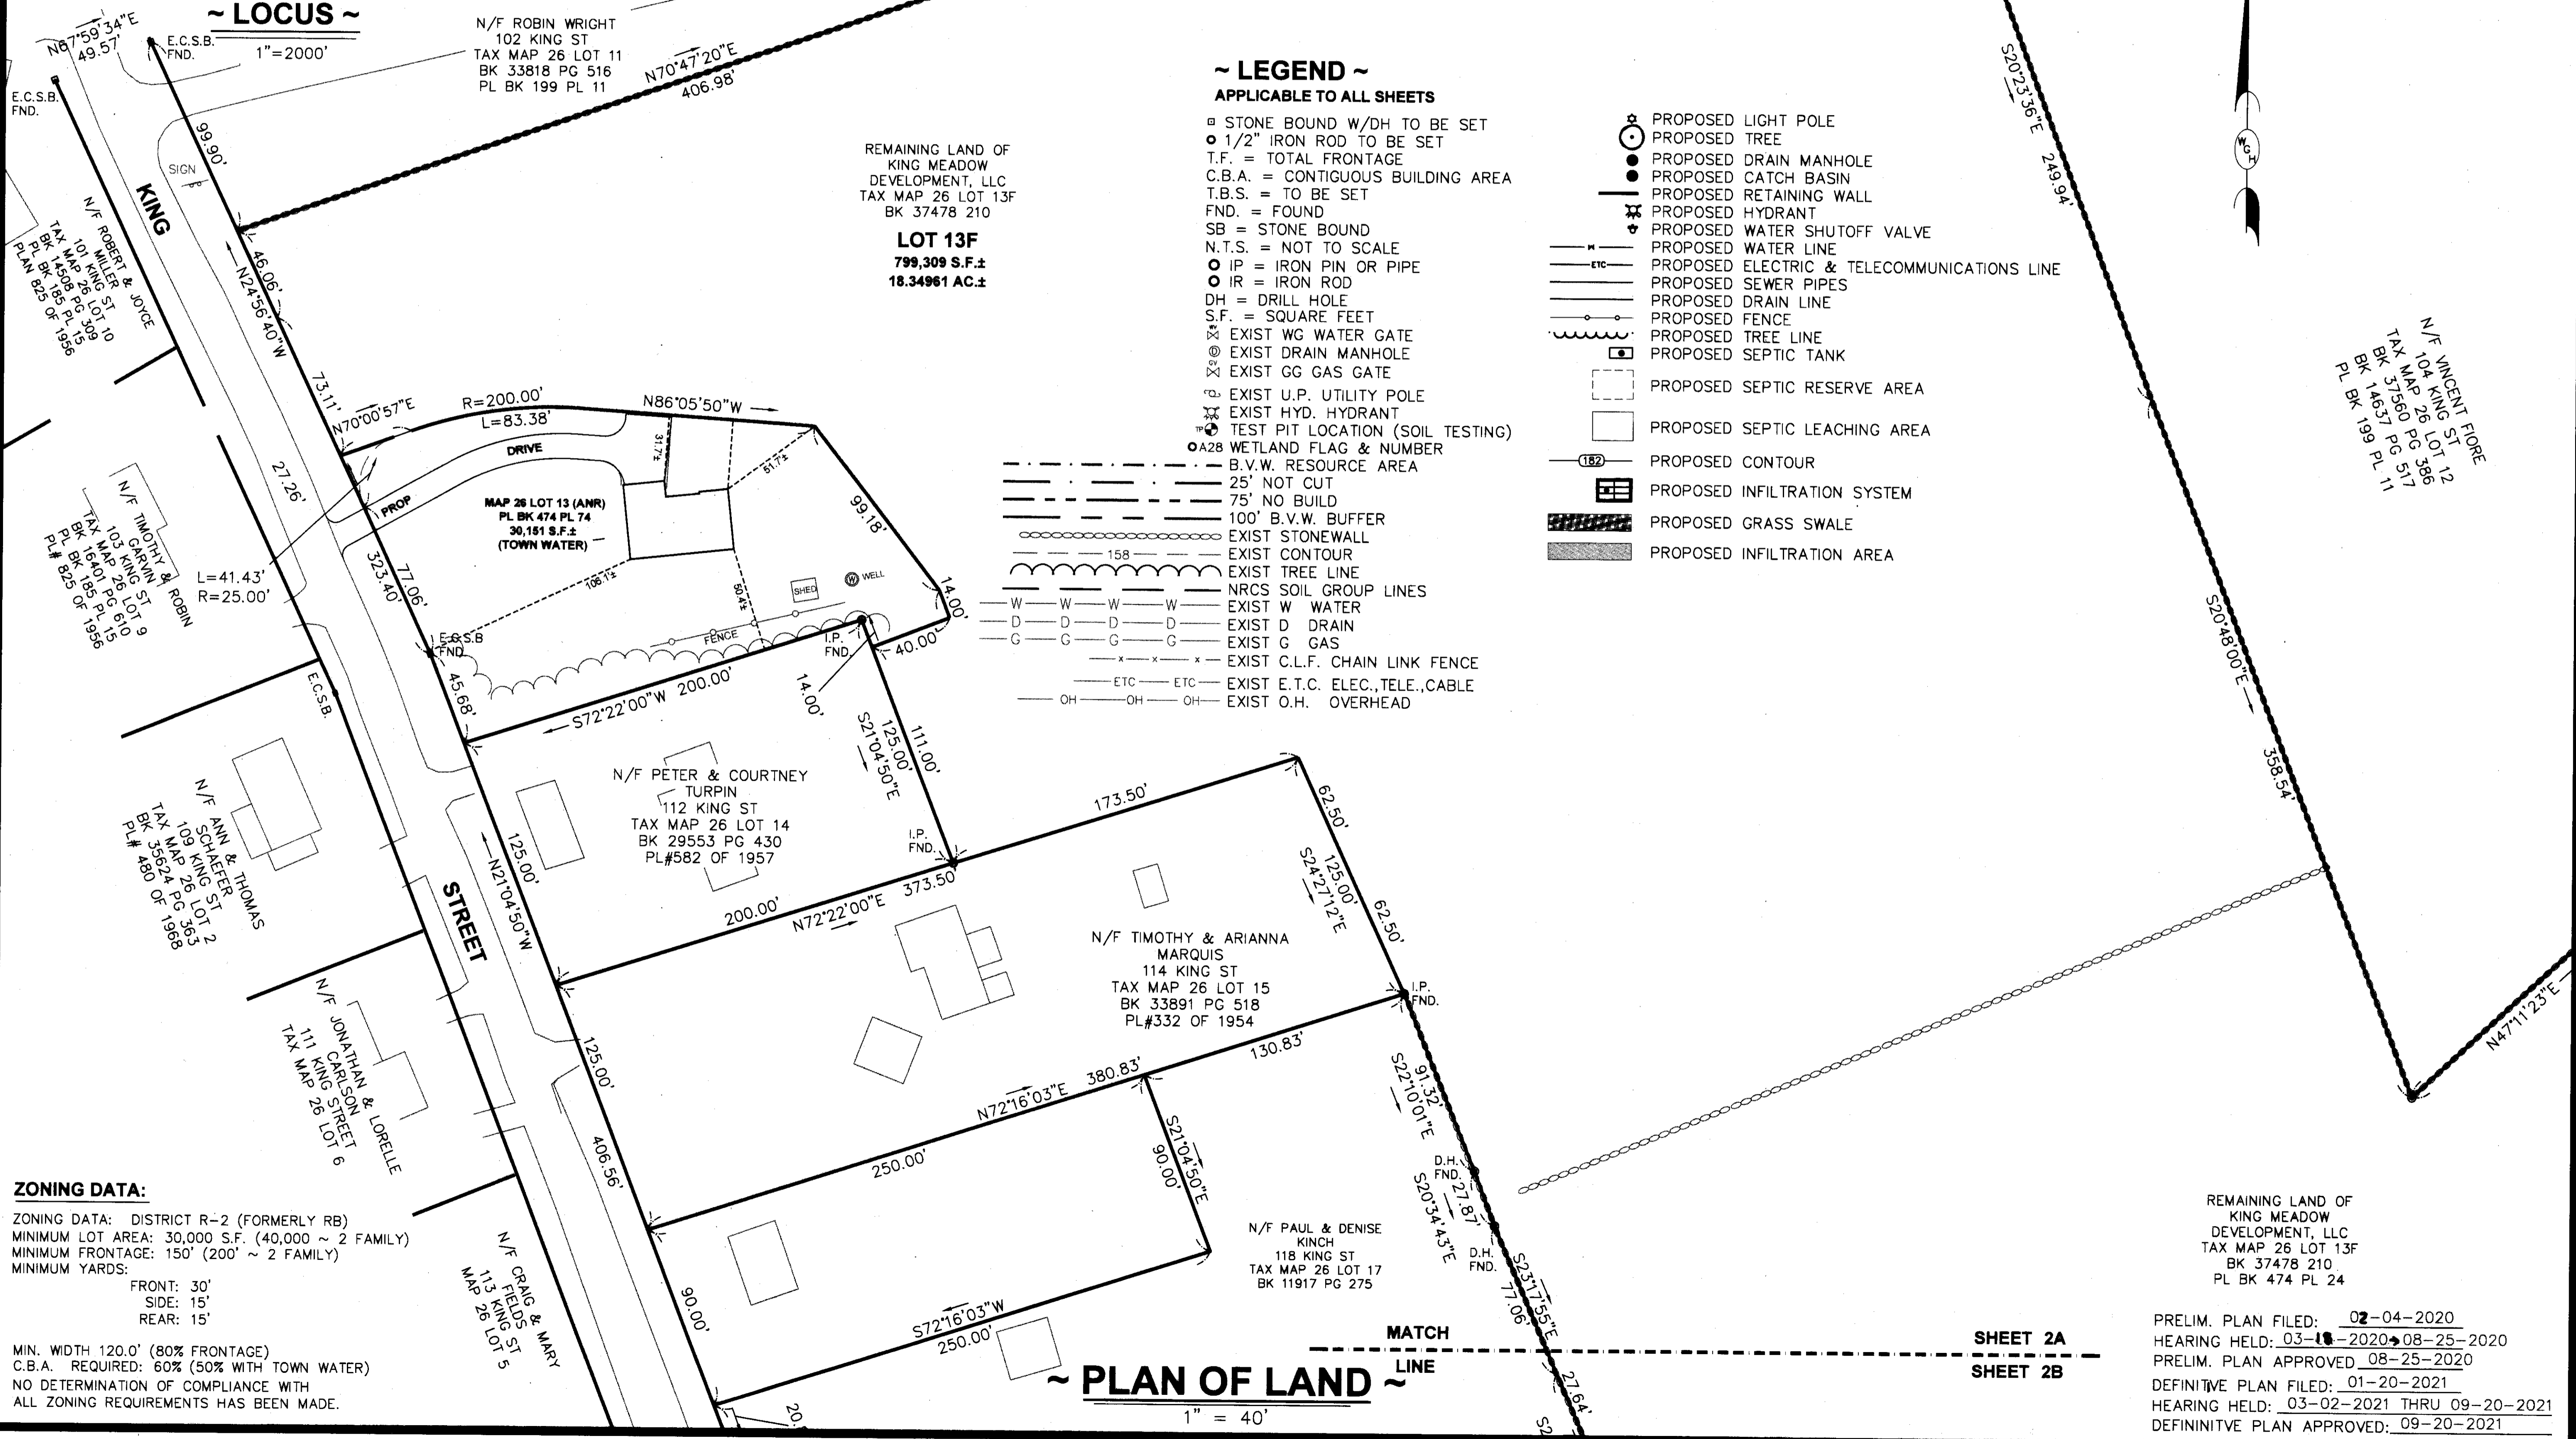 ~ LOCUS ~
1"=2000'
N67°59'34"E
49.57'
E.C.S.B.
FND.
E.C.S.B.
FND.
N/F ROBIN WRIGHT
102 KING ST
TAX MAP 26 LOT 11
BK 33818 PG 516
PL BK 199 PL 11
N70°47'20"E
406.98'
99.90'
SIGN
KING
46.06'
N24°56'40"W
73.11'
N/F ROBERT & JOYCE
MILLER
101 KING ST
TAX MAP 26 LOT 10
BK 14508 PG 309
PL BK 185 PL 15
PLAN 825 OF 1956
REMAINING LAND OF
KING MEADOW
DEVELOPMENT, LLC
TAX MAP 26 LOT 13F
BK 37478 210
LOT 13F
799,309 S.F.±
18.34961 AC.±
~ LEGEND ~
APPLICABLE TO ALL SHEETS
STONE BOUND W/DH TO BE SET
1/2" IRON ROD TO BE SET
T.F. = TOTAL FRONTAGE
C.B.A. = CONTIGUOUS BUILDING AREA
T.B.S. = TO BE SET
FND. = FOUND
SB = STONE BOUND
N.T.S. = NOT TO SCALE
IP = IRON PIN OR PIPE
IR = IRON ROD
DH = DRILL HOLE
S.F. = SQUARE FEET
EXIST WG WATER GATE
EXIST DRAIN MANHOLE
EXIST GG GAS GATE
EXIST U.P. UTILITY POLE
EXIST HYD. HYDRANT
TP TEST PIT LOCATION (SOIL TESTING)
A28 WETLAND FLAG & NUMBER
B.V.W. RESOURCE AREA
25' NOT CUT
75' NO BUILD
100' B.V.W. BUFFER
EXIST STONEWALL
158 EXIST CONTOUR
EXIST TREE LINE
NRCS SOIL GROUP LINES
W W W W EXIST W WATER
D D D D EXIST D DRAIN
G G G G EXIST G GAS
x x x EXIST C.L.F. CHAIN LINK FENCE
ETC ETC EXIST E.T.C. ELEC.,TELE.,CABLE
OH OH OH EXIST O.H. OVERHEAD
PROPOSED LIGHT POLE
PROPOSED TREE
PROPOSED DRAIN MANHOLE
PROPOSED CATCH BASIN
PROPOSED RETAINING WALL
PROPOSED HYDRANT
PROPOSED WATER SHUTOFF VALVE
W PROPOSED WATER LINE
ETC PROPOSED ELECTRIC & TELECOMMUNICATIONS LINE
PROPOSED SEWER PIPES
PROPOSED DRAIN LINE
PROPOSED FENCE
PROPOSED TREE LINE
PROPOSED SEPTIC TANK
PROPOSED SEPTIC RESERVE AREA
PROPOSED SEPTIC LEACHING AREA
182 PROPOSED CONTOUR
PROPOSED INFILTRATION SYSTEM
PROPOSED GRASS SWALE
PROPOSED INFILTRATION AREA
S20°23'36"E
249.94'
WGH
N/F VINCENT FIORE
104 KING ST
TAX MAP 26 LOT 12
BK 37560 PG 386
BK 14637 PG 517
PL BK 199 PL 11
S20°48'00"E
358.54'
N47°11'23"E
N70°00'57"E
R=200.00'
L=83.38'
N86°05'50"W
DRIVE
PROP
31.7'±
51.7'±
MAP 26 LOT 13 (ANR)
PL BK 474 PL 74
30,151 S.F.±
(TOWN WATER)
99.18'
27.26'
N/F TIMOTHY & ROBIN
GARVIN
103 KING ST
TAX MAP 26 LOT 9
BK 16401 PG 610
PL BK 185 PL 15
PL# 825 OF 1956
L=41.43'
R=25.00'
77.06'
323.40'
108.1'±
50.4'±
SHED
WELL
14.00'
E.C.S.B
FND.
FENCE
I.P.
FND.
40.00'
45.68'
E.C.S.B.
S72°22'00"W 200.00'
14.00'
S21°04'50"E
125.00'
111.00'
N/F PETER & COURTNEY
TURPIN
112 KING ST
TAX MAP 26 LOT 14
BK 29553 PG 430
PL#582 OF 1957
I.P.
FND.
173.50'
62.50'
125.00'
S24°27'12"E
62.50'
N/F ANN & THOMAS
SCHAEFER
109 KING ST
TAX MAP 26 LOT 2
BK 35624 PG 363
PL# 480 OF 1968
STREET
125.00'
N21°04'50"W
200.00'
N72°22'00"E
373.50'
N/F TIMOTHY & ARIANNA
MARQUIS
114 KING ST
TAX MAP 26 LOT 15
BK 33891 PG 518
PL#332 OF 1954
I.P.
FND.
N/F JONATHAN & LORELLE
CARLSON
111 KING STREET
TAX MAP 26 LOT 6
125.00'
130.83'
380.83'
N72°16'03"E
250.00'
S21°04'50"E
90.00'
91.32'
S22°10'01"E
D.H.
FND.
27.87'
S20°34'43"E
D.H.
FND.
S23°17'55"E
77.06'
406.56'
N/F PAUL & DENISE
KINCH
118 KING ST
TAX MAP 26 LOT 17
BK 11917 PG 275
ZONING DATA:
ZONING DATA: DISTRICT R-2 (FORMERLY RB)
MINIMUM LOT AREA: 30,000 S.F. (40,000 ~ 2 FAMILY)
MINIMUM FRONTAGE: 150' (200' ~ 2 FAMILY)
MINIMUM YARDS:
FRONT: 30'
SIDE: 15'
REAR: 15'
MIN. WIDTH 120.0' (80% FRONTAGE)
C.B.A. REQUIRED: 60% (50% WITH TOWN WATER)
NO DETERMINATION OF COMPLIANCE WITH
ALL ZONING REQUIREMENTS HAS BEEN MADE.
N/F CRAIG & MARY
FIELDS
113 KING ST
MAP 26 LOT 5
90.00'
S72°16'03"W
250.00'
20.
MATCH
LINE
SHEET 2A
SHEET 2B
27.64'
S2
~ PLAN OF LAND ~
1" = 40'
REMAINING LAND OF
KING MEADOW
DEVELOPMENT, LLC
TAX MAP 26 LOT 13F
BK 37478 210
PL BK 474 PL 24
PRELIM. PLAN FILED: 02-04-2020
HEARING HELD: 03- -2020 08-25-2020
PRELIM. PLAN APPROVED 08-25-2020
DEFINITIVE PLAN FILED: 01-20-2021
HEARING HELD: 03-02-2021 THRU 09-20-2021
DEFININITVE PLAN APPROVED: 09-20-2021